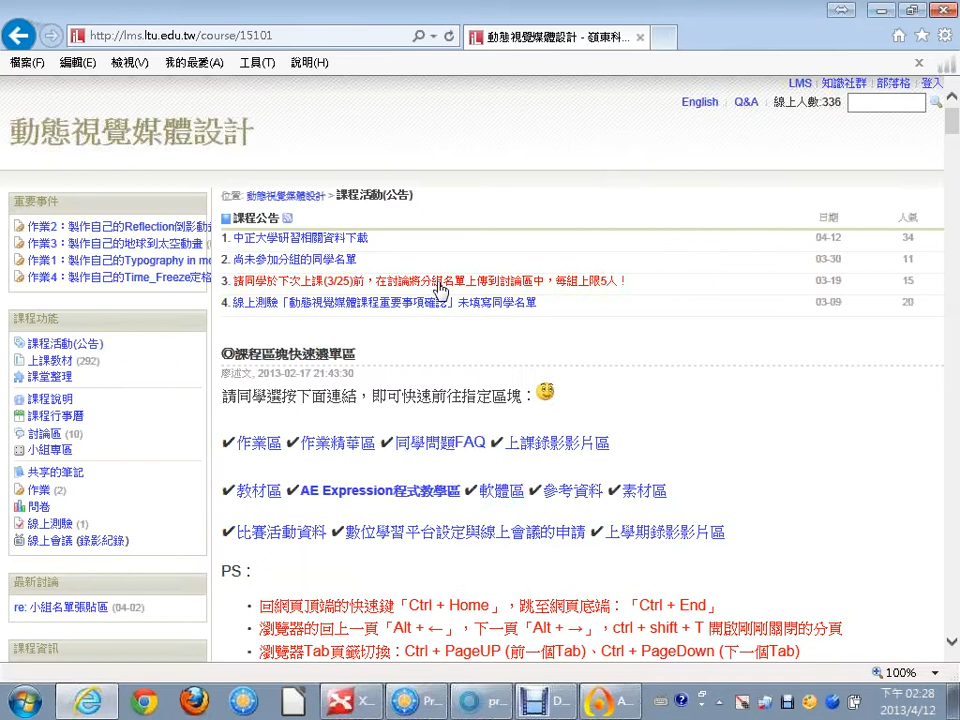 http://lms.ltu.edu.tw/course/15101
動態視覺媒體設計 - 嶺東科...
檔案(F) 編輯(E) 檢視(V) 我的最愛(A) 工具(T) 說明(H)
LMS 知識社群 部落格 登入
English Q&A 線上人數:336
動態視覺媒體設計
重要事件
作業2：製作自己的Reflection倒影動
作業3：製作自己的地球到太空動畫 (
作業1：製作自己的Typography in mo
作業4：製作自己的Time_Freeze定格
課程功能
課程活動(公告)
上課教材 (292)
課堂整理
課程說明
課程行事曆
討論區 (10)
小組專區
共享的筆記
作業 (2)
問卷
線上測驗 (1)
線上會議 (錄影紀錄)
最新討論
re: 小組名單張貼區 (04-02)
課程資訊
位置: 動態視覺媒體設計 > 課程活動(公告)
課程公告 日期 人氣
1. 中正大學研習相關資料下載 04-12 34
2. 尚未參加分組的同學名單 03-30 11
3. 請同學於下次上課(3/25)前，在討論將分組名單上傳到討論區中，每組上限5人！ 03-19 15
4. 線上測驗「動態視覺媒體課程重要事項確認」未填寫同學名單 03-09 20
◎課程區塊快速選單區
廖述文, 2013-02-17 21:43:30
請同學選按下面連結，即可快速前往指定區塊：
✔作業區 ✔作業精華區 ✔同學問題FAQ ✔上課錄影影片區
✔教材區 ✔AE Expression程式教學區 ✔軟體區 ✔參考資料 ✔素材區
✔比賽活動資料 ✔數位學習平台設定與線上會議的申請 ✔上學期錄影影片區
PS：
• 回網頁頂端的快速鍵「Ctrl + Home」，跳至網頁底端：「Ctrl + End」
• 瀏覽器的回上一頁「Alt + ←」，下一頁「Alt + →」，ctrl + shift + T 開啟剛剛關閉的分頁
• 瀏覽器Tab頁籤切換：Ctrl + PageUP (前一個Tab)、Ctrl + PageDown (下一個Tab)
100%
X... Pr... pr... D... A...
下午 02:28
2013/4/12